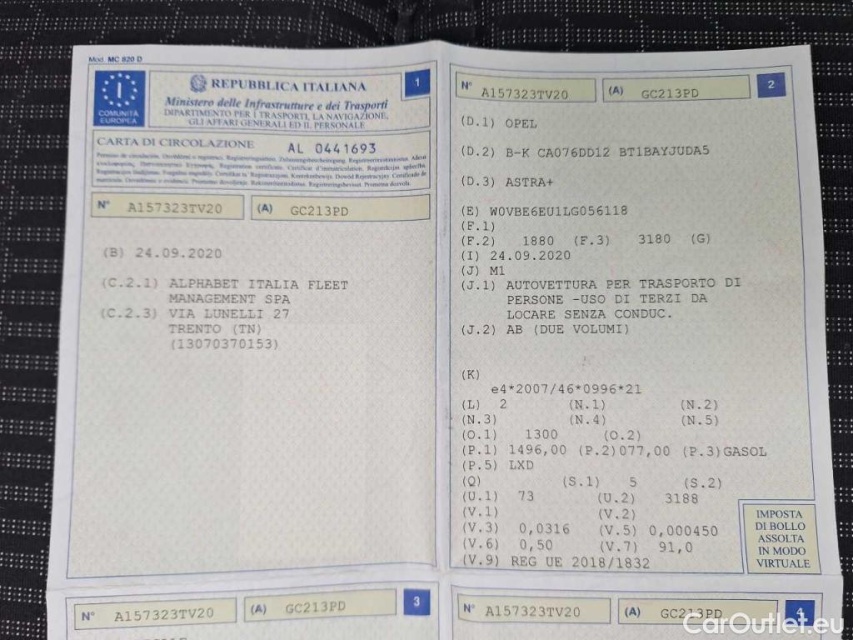 Mod. MC 820 D
COMUNITÀ EUROPEA
REPUBBLICA ITALIANA
1
Ministero delle Infrastrutture e dei Trasporti
DIPARTIMENTO PER I TRASPORTI, LA NAVIGAZIONE,
GLI AFFARI GENERALI ED IL PERSONALE
CARTA DI CIRCOLAZIONE AL 0441693
N° A157323TV20 (A) GC213PD
(B) 24.09.2020
(C.2.1) ALPHABET ITALIA FLEET
MANAGEMENT SPA
(C.2.3) VIA LUNELLI 27
TRENTO (TN)
(13070370153)
N° A157323TV20 (A) GC213PD 2
(D.1) OPEL
(D.2) B-K CA076DD12 BT1BAYJUDA5
(D.3) ASTRA+
(E) W0VBE6EU1LG056118
(F.1)
(F.2) 1880 (F.3) 3180 (G)
(I) 24.09.2020
(J) M1
(J.1) AUTOVETTURA PER TRASPORTO DI
PERSONE -USO DI TERZI DA
LOCARE SENZA CONDUC.
(J.2) AB (DUE VOLUMI)
(K)
e4*2007/46*0996*21
(L) 2 (N.1) (N.2)
(N.3) (N.4) (N.5)
(O.1) 1300 (O.2)
(P.1) 1496,00 (P.2)077,00 (P.3)GASOL
(P.5) LXD
(Q) (S.1) 5 (S.2)
(U.1) 73 (U.2) 3188
(V.1) (V.2)
(V.3) 0,0316 (V.5) 0,000450
(V.6) 0,50 (V.7) 91,0
(V.9) REG UE 2018/1832
IMPOSTA
DI BOLLO
ASSOLTA
IN MODO
VIRTUALE
N° A157323TV20 (A) GC213PD 3
N° A157323TV20 (A) GC213PD 4
CarOutlet.eu